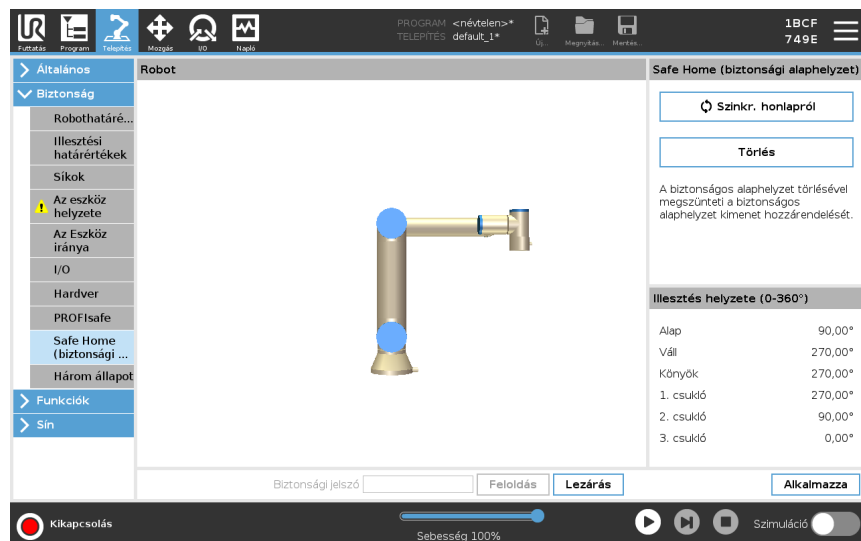 PROGRAM <névtelen>*
TELEPÍTÉS default_1*
1BCF
749E
Futtatás
Program
Telepítés
Mozgás
I/O
Napló
Új...
Megnyitás...
Mentés...
Általános
Biztonság
Robothatáré...
Illesztési
határértékek
Síkok
Az eszköz
helyzete
Az Eszköz
iránya
I/O
Hardver
PROFIsafe
Safe Home
(biztonsági ...
Három állapot
Funkciók
Sín
Robot
Safe Home (biztonsági alaphelyzet)
Szinkr. honlapról
Törlés
A biztonságos alaphelyzet törlésével
megszünteti a biztonságos
alaphelyzet kimenet hozzárendelését.
Illesztés helyzete (0-360°)
Alap 90,00°
Váll 270,00°
Könyök 270,00°
1. csukló 270,00°
2. csukló 90,00°
3. csukló 0,00°
Biztonsági jelszó
Feloldás
Lezárás
Alkalmazza
Kikapcsolás
Sebesség 100%
Szimuláció